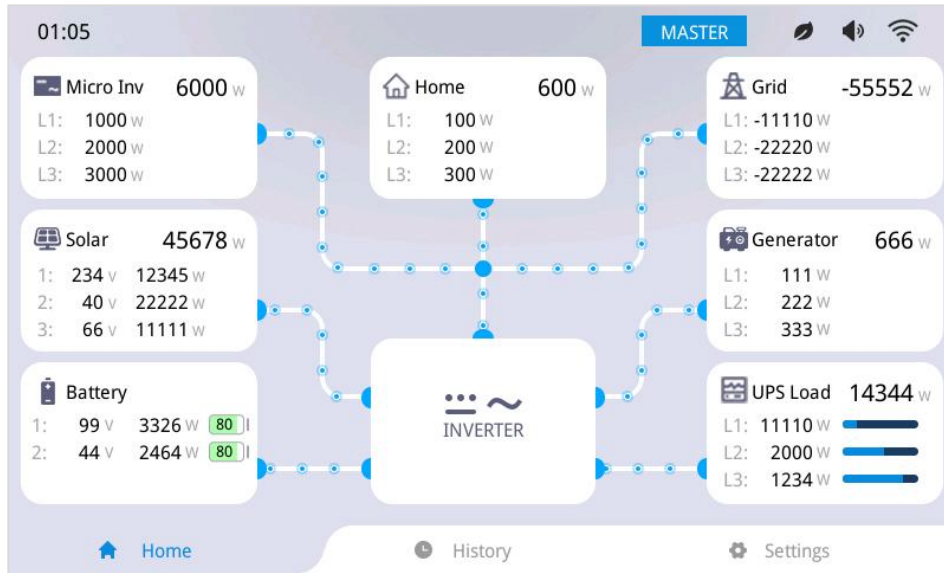 01:05
MASTER
Micro Inv 6000 W
L1: 1000 W
L2: 2000 W
L3: 3000 W
Home 600 W
L1: 100 W
L2: 200 W
L3: 300 W
Grid -55552 W
L1: -11110 W
L2: -22220 W
L3: -22222 W
Solar 45678 W
1: 234 V 12345 W
2: 40 V 22222 W
3: 66 V 11111 W
Generator 666 W
L1: 111 W
L2: 222 W
L3: 333 W
Battery
1: 99 V 3326 W 80
2: 44 V 2464 W 80
INVERTER
UPS Load 14344 W
L1: 11110 W
L2: 2000 W
L3: 1234 W
Home
History
Settings